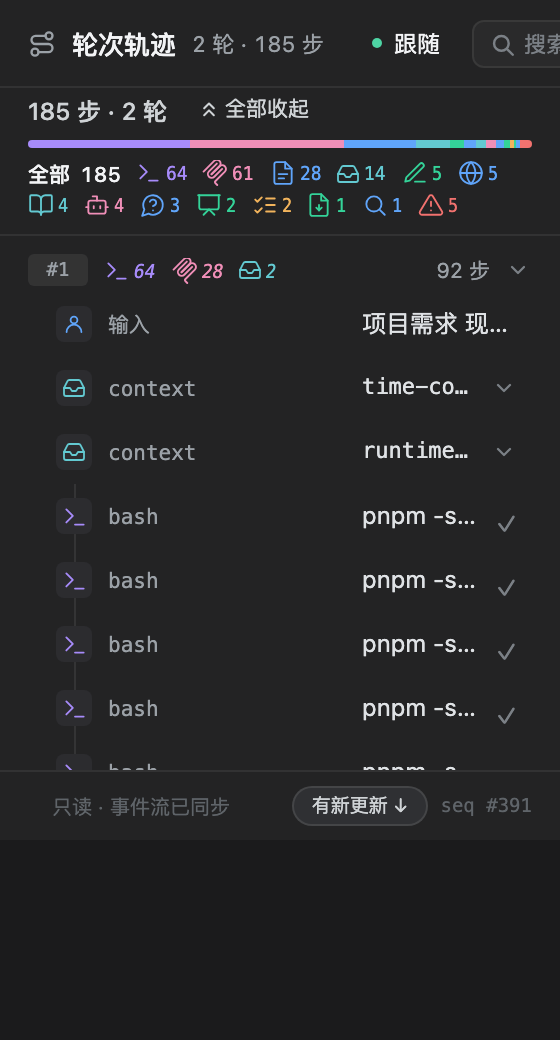 轮次轨迹 2 轮 · 185 步 跟随 搜索
185 步 · 2 轮 全部收起
全部 185 64 61 28 14 5 5
4 4 3 2 2 1 1 5
#1 64 28 2 92 步
输入 项目需求 现…
context time-co…
context runtime…
bash pnpm -s…
bash pnpm -s…
bash pnpm -s…
bash pnpm -s…
bash pnpm -s…
只读 · 事件流已同步 有新更新 ↓ seq #391